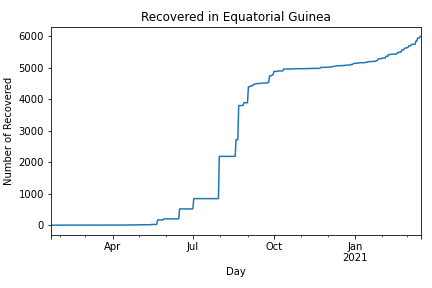 Recovered in Equatorial Guinea
6000
5000
4000
3000
2000
1000
0
Number of Recovered
Apr
Jul
Oct
Jan
2021
Day